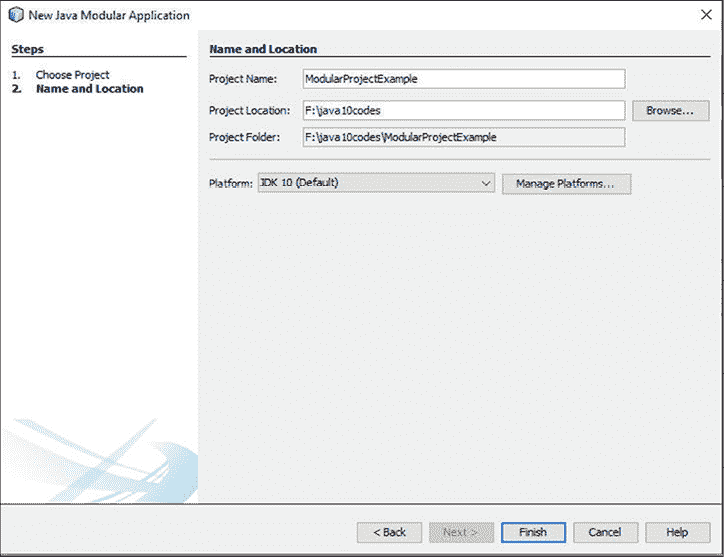 New Java Modular Application
Steps
1. Choose Project
2. Name and Location
Name and Location
Project Name: ModularProjectExample
Project Location: F:\java10codes Browse...
Project Folder: F:\java10codes\ModularProjectExample
Platform: JDK 10 (Default) Manage Platforms...
< Back Next > Finish Cancel Help